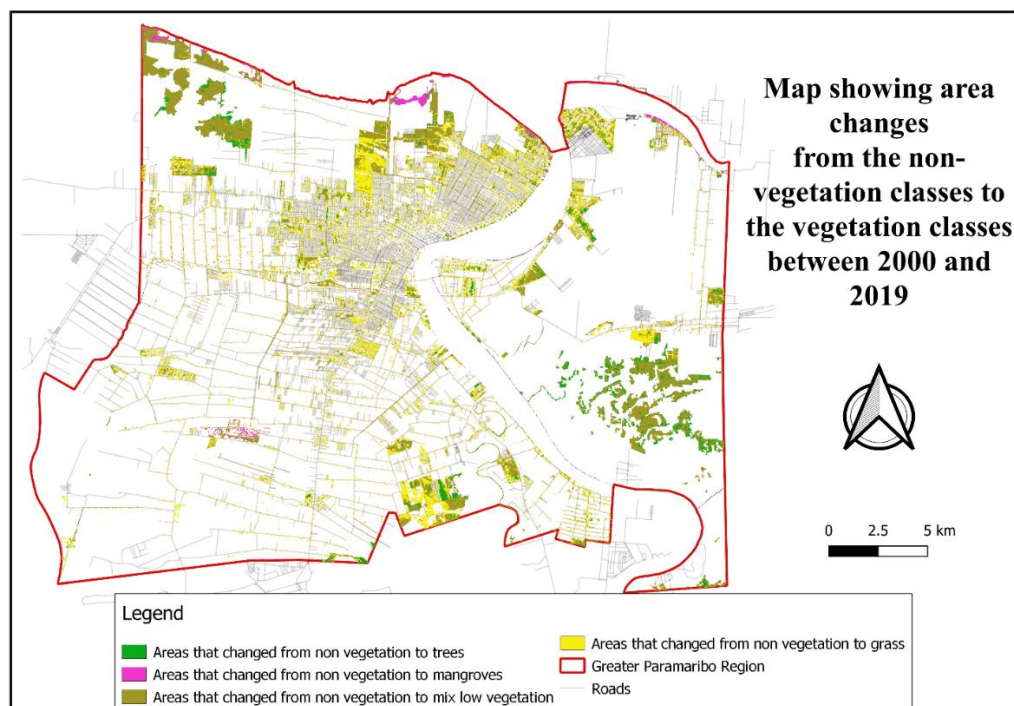 Map showing area
changes
from the non-
vegetation classes to
the vegetation classes
between 2000 and
2019
0 2.5 5 km
Legend
Areas that changed from non vegetation to trees
Areas that changed from non vegetation to mangroves
Areas that changed from non vegetation to mix low vegetation
Areas that changed from non vegetation to grass
Greater Paramaribo Region
Roads